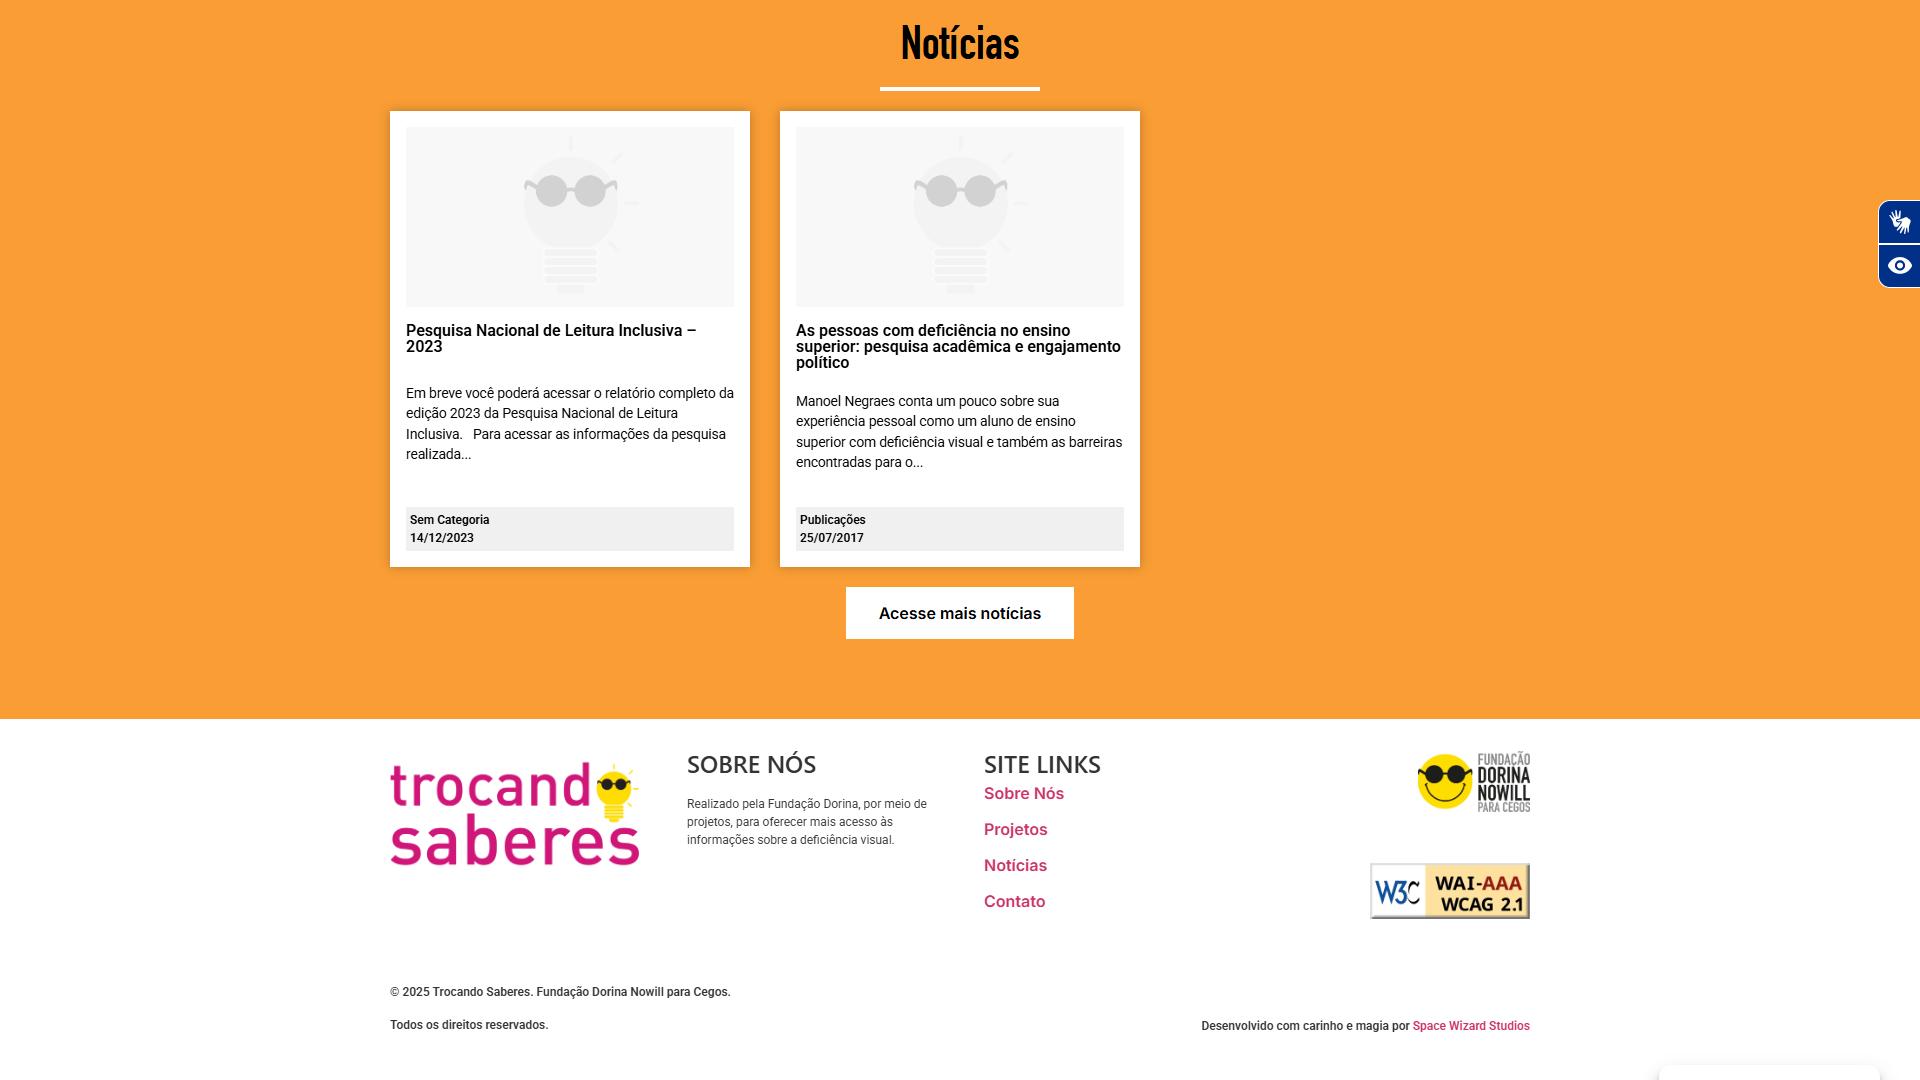 Notícias
Pesquisa Nacional de Leitura Inclusiva –
2023
Em breve você poderá acessar o relatório completo da
edição 2023 da Pesquisa Nacional de Leitura
Inclusiva.   Para acessar as informações da pesquisa
realizada...
Sem Categoria
14/12/2023
As pessoas com deficiência no ensino
superior: pesquisa acadêmica e engajamento
político
Manoel Negraes conta um pouco sobre sua
experiência pessoal como um aluno de ensino
superior com deficiência visual e também as barreiras
encontradas para o...
Publicações
25/07/2017
Acesse mais notícias
trocando
saberes
SOBRE NÓS
Realizado pela Fundação Dorina, por meio de
projetos, para oferecer mais acesso às
informações sobre a deficiência visual.
SITE LINKS
Sobre Nós
Projetos
Notícias
Contato
FUNDAÇÃO
DORINA
NOWILL
PARA CEGOS
W3C WAI-AAA
WCAG 2.1
© 2025 Trocando Saberes. Fundação Dorina Nowill para Cegos.
Todos os direitos reservados.
Desenvolvido com carinho e magia por Space Wizard Studios